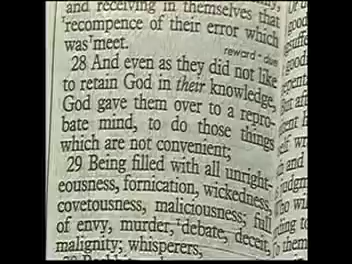 and receiving in themselves that
'recompence of their error which
was meet.
reward - due
28 And even as they did not like
to retain God in their knowledge,
God gave them over to a repro-
bate mind, to do those things
which are not convenient,
29 Being filled with all unright-
eousness, fornication, wickedness,
covetousness, maliciousness; full
of envy, murder, debate, deceit,
malignity; whisperers,